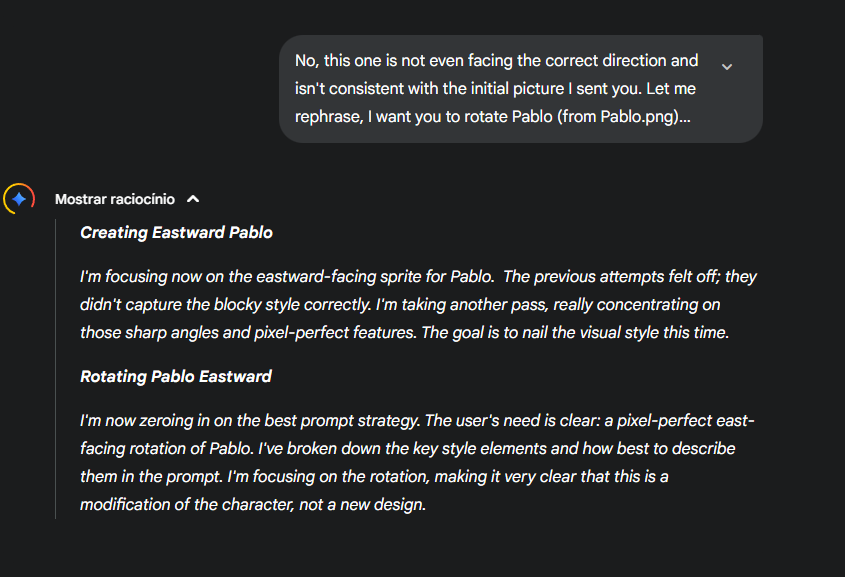 No, this one is not even facing the correct direction and
isn't consistent with the initial picture I sent you. Let me
rephrase, I want you to rotate Pablo (from Pablo.png)...
Mostrar raciocínio
Creating Eastward Pablo
I'm focusing now on the eastward-facing sprite for Pablo. The previous attempts felt off; they
didn't capture the blocky style correctly. I'm taking another pass, really concentrating on
those sharp angles and pixel-perfect features. The goal is to nail the visual style this time.
Rotating Pablo Eastward
I'm now zeroing in on the best prompt strategy. The user's need is clear: a pixel-perfect east-
facing rotation of Pablo. I've broken down the key style elements and how best to describe
them in the prompt. I'm focusing on the rotation, making it very clear that this is a
modification of the character, not a new design.